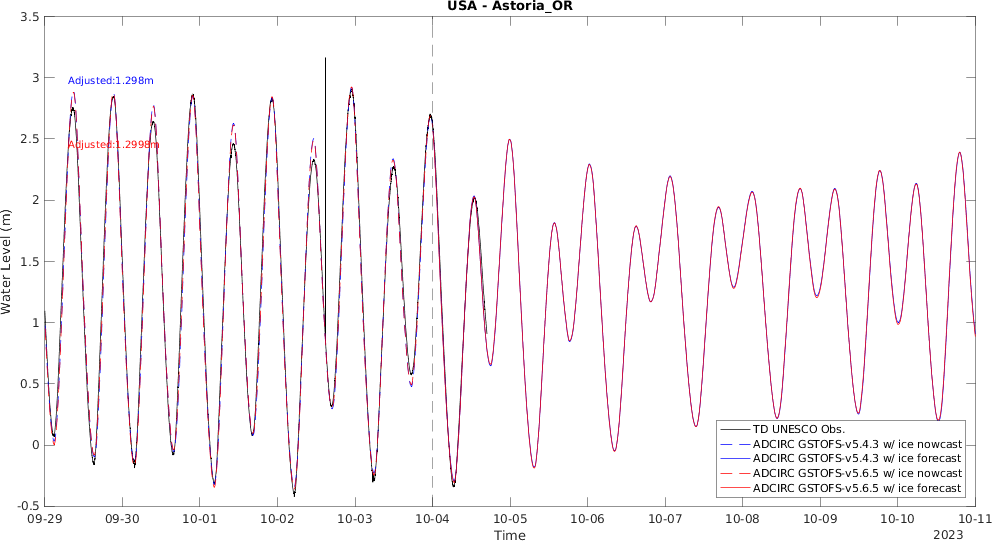 USA - Astoria_OR
3.5
3
2.5
2
1.5
1
0.5
0
-0.5
Water Level (m)
Adjusted:1.298m
Adjusted:1.2998m
TD UNESCO Obs.
ADCIRC GSTOFS-v5.4.3 w/ ice nowcast
ADCIRC GSTOFS-v5.4.3 w/ ice forecast
ADCIRC GSTOFS-v5.6.5 w/ ice nowcast
ADCIRC GSTOFS-v5.6.5 w/ ice forecast
09-29 09-30 10-01 10-02 10-03 10-04 10-05 10-06 10-07 10-08 10-09 10-10 10-11
Time
2023